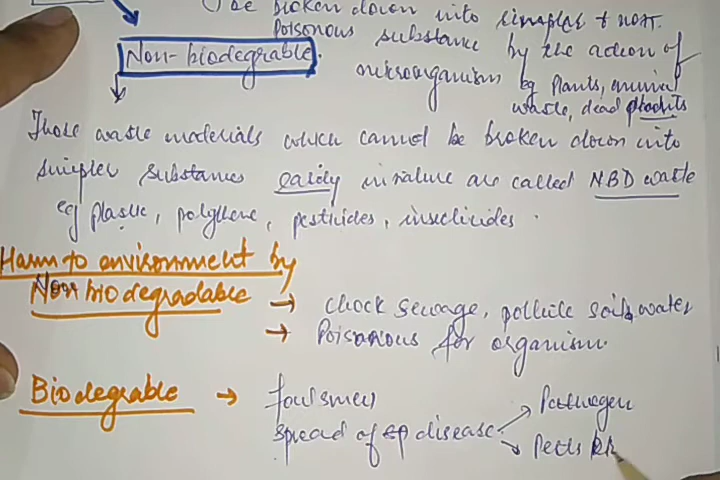 be broken down into simpler & non.
Poisonous substance by the action of
Non-biodegrable.
microorganism eg Plants, animal
waste, dead plants
Those waste materials which cannot be broken down into
simpler substances easily in nature are called NBD waste
eg plastic, polythene, pesticides, insecticides.
Harm to environment by
Non biodegradable → Chock sewage, pollute soil, water
→ Poisonous for organism.
Biodegrable → foul smell
spread of disease → Pathogen
→ Pests